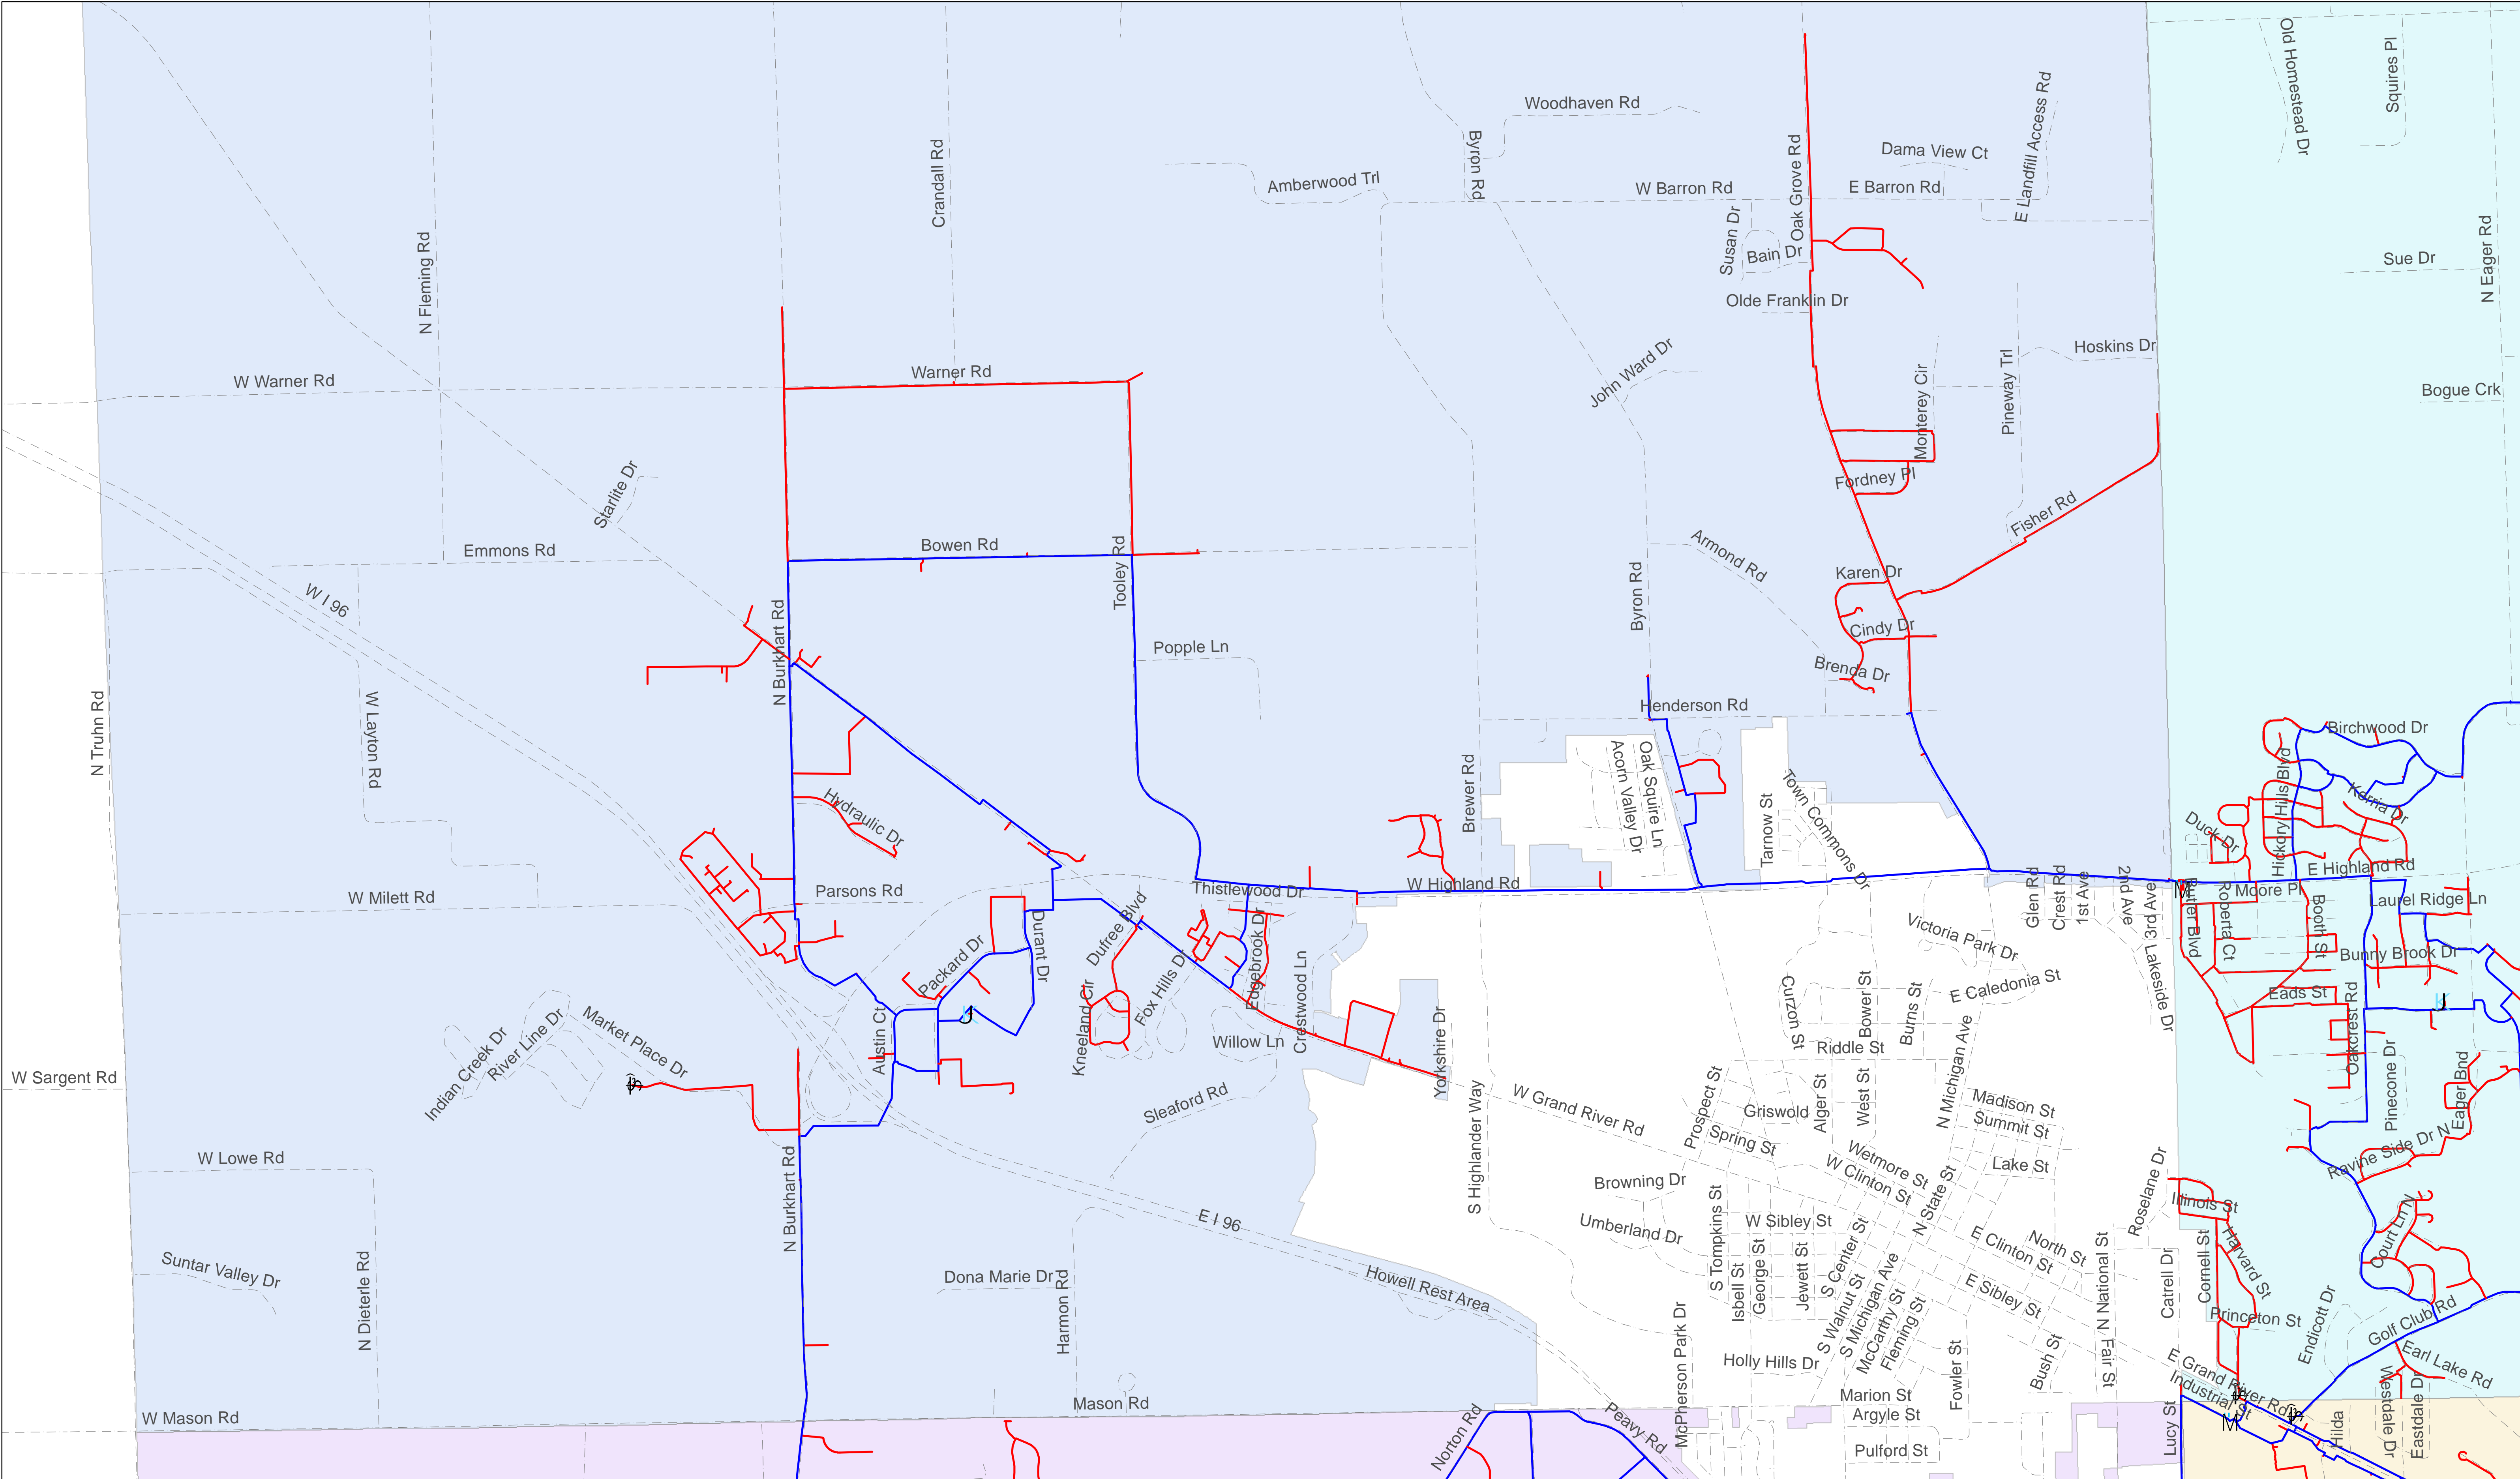 Old Homestead Dr
Squires Pl
Woodhaven Rd
E Landfill Access Rd
Crandall Rd
Byron Rd
Oak Grove Rd
Dama View Ct
Amberwood Trl
W Barron Rd
E Barron Rd
N Fleming Rd
Susan Dr
Bain Dr
Sue Dr
N Eager Rd
Olde Franklin Dr
W Warner Rd
Warner Rd
John Ward Dr
Monterey Cir
Pineway Trl
Hoskins Dr
Bogue Crk
Starlite Dr
Fordney Pl
Fisher Rd
Emmons Rd
Bowen Rd
Tooley Rd
Armond Rd
Karen Dr
W I 96
Byron Rd
N Burkhart Rd
Cindy Dr
Popple Ln
Brenda Dr
N Truhn Rd
W Layton Rd
Henderson Rd
Birchwood Dr
Brewer Rd
Acorn Valley Dr
Oak Squire Ln
Tarnow St
Town Commons Dr
Hickory Hills Blvd
Kerria Dr
Hydraulic Dr
Duck Dr
E Highland Rd
W Milett Rd
Parsons Rd
Thistlewood Dr
W Highland Rd
Glen Rd
Crest Rd
1st Ave
2nd Ave
3rd Ave
M
Butler Blvd
Moore Pl
Roberta Ct
Booth St
Laurel Ridge Ln
Dufree Blvd
Durant Dr
Packard Dr
Edgebrook Dr
Fox Hills Dr
Crestwood Ln
Victoria Park Dr
E Caledonia St
Lakeside Dr
Bunny Brook Dr
Eads St
Oakcrest Rd
J
J
Kneeland Cir
Austin Ct
Willow Ln
Yorkshire Dr
Curzon St
Bower St
Burns St
Riddle St
N Michigan Ave
Market Place Dr
River Line Dr
Indian Creek Dr
W Sargent Rd
Sleaford Rd
S Highlander Way
W Grand River Rd
Prospect St
Griswold
Alger St
West St
Madison St
Summit St
Spring St
Pinecone Dr
Eager Bnd
Ravine Side Dr N
W Lowe Rd
N Burkhart Rd
Wetmore St
W Clinton St
Lake St
Browning Dr
Umberland Dr
S Tompkins St
W Sibley St
N State St
Roselane Dr
Illinois St
Court Ln N
E I 96
E Clinton St
North St
N National St
Cornell St
Harvard St
Suntar Valley Dr
N Dieterle Rd
Dona Marie Dr
Harmon Rd
Howell Rest Area
Isbell St
George St
Jewett St
S Center St
S Walnut St
S Michigan Ave
McCarthy St
Fleming St
E Sibley St
Catrell Dr
Princeton St
Endicott Dr
Golf Club Rd
McPherson Park Dr
Holly Hills Dr
Fowler St
Bush St
N Fair St
E Grand River Rd
Industrial St
Earl Lake Rd
W Mason Rd
Mason Rd
Marion St
Argyle St
Pulford St
Norton Rd
Peavy Rd
Lucy St
M
Hilda
Westdale Dr
Eastdale Dr